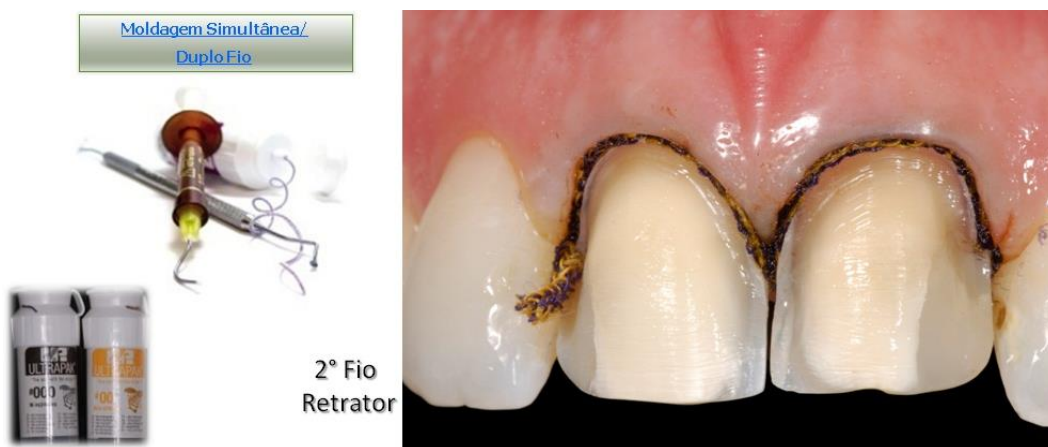 Moldagem Simultânea/
Duplo Fio
ULTRAPAK
#000
ULTRAPAK
#00
2° Fio
Retrator